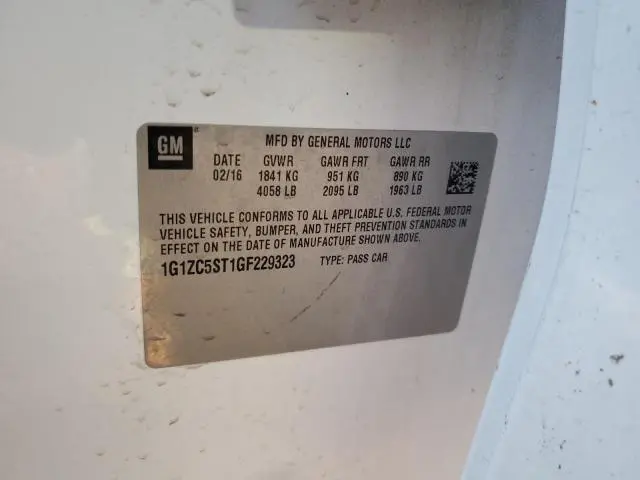 GM
MFD BY GENERAL MOTORS LLC
DATE GVWR GAWR FRT GAWR RR
02/16 1841 KG 951 KG 890 KG
4058 LB 2095 LB 1963 LB
THIS VEHICLE CONFORMS TO ALL APPLICABLE U.S. FEDERAL MOTOR
VEHICLE SAFETY, BUMPER, AND THEFT PREVENTION STANDARDS IN
EFFECT ON THE DATE OF MANUFACTURE SHOWN ABOVE.
1G1ZC5ST1GF229323 TYPE: PASS CAR